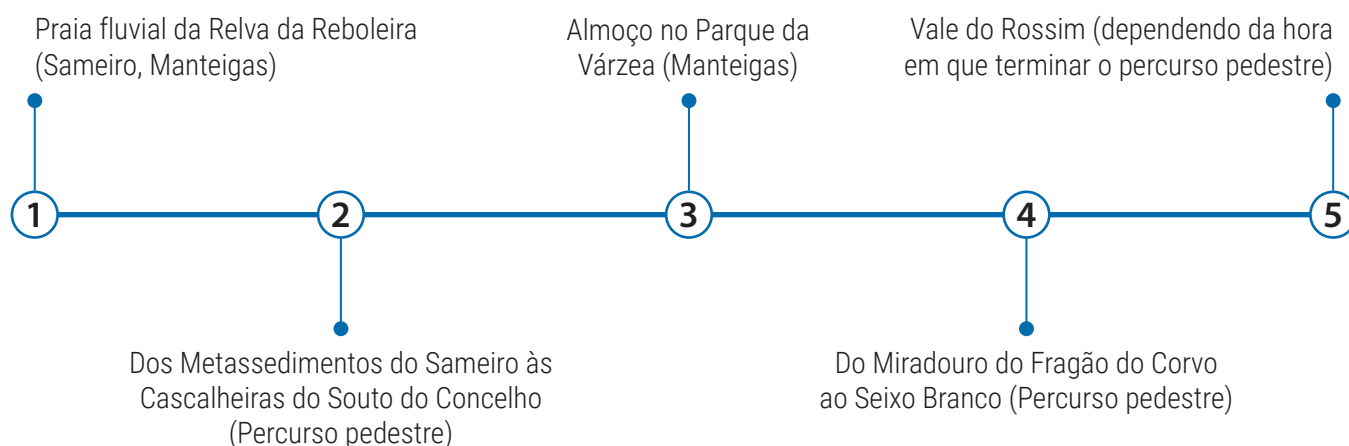 Praia fluvial da Relva da Reboleira
(Sameiro, Manteigas)
Almoço no Parque da
Várzea (Manteigas)
Vale do Rossim (dependendo da hora
em que terminar o percurso pedestre)
1
2
3
4
5
Dos Metassedimentos do Sameiro às
Cascalheiras do Souto do Concelho
(Percurso pedestre)
Do Miradouro do Fragão do Corvo
ao Seixo Branco (Percurso pedestre)